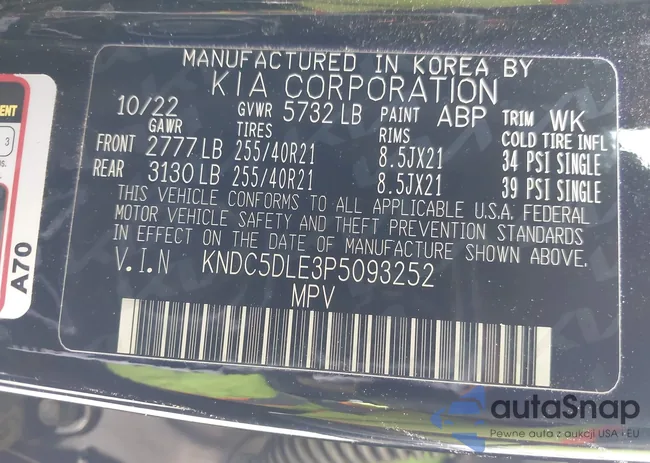 MANUFACTURED IN KOREA BY
KIA CORPORATION
10/22 GVWR 5732 LB PAINT ABP TRIM WK
GAWR TIRES RIMS COLD TIRE INFL
FRONT 2777 LB 255/40R21 8.5JX21 34 PSI SINGLE
REAR 3130 LB 255/40R21 8.5JX21 39 PSI SINGLE
THIS VEHICLE CONFORMS TO ALL APPLICABLE U.S.A. FEDERAL
MOTOR VEHICLE SAFETY AND THEFT PREVENTION STANDARDS
IN EFFECT ON THE DATE OF MANUFACTURE SHOWN ABOVE.
V.I.N KNDC5DLE3P5093252
MPV
3
A70
autaSnap
Pewne auta z aukcji USA i EU